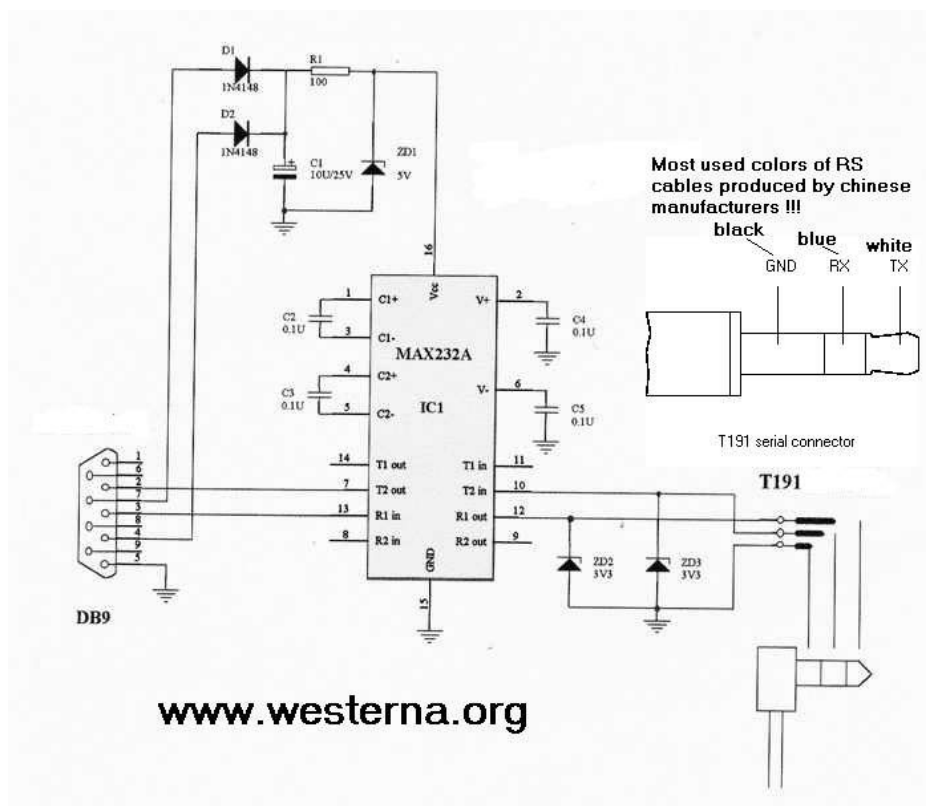 D1
1N4148
R1
100
D2
1N4148
C1
10U/25V
+
ZD1
5V
Most used colors of RS
cables produced by chinese
manufacturers !!!
black
blue
white
GND
RX
TX
T191 serial connector
16
Vcc
1
C1+
V+
2
C2
0.1U
C4
0.1U
3
C1-
MAX232A
4
C2+
C3
0.1U
V-
6
IC1
5
C2-
C5
0.1U
14
T1 out
T1 in
11
7
T2 out
T2 in
10
13
R1 in
R1 out
12
8
R2 in
R2 out
9
GND
15
1
6
2
7
3
8
4
9
5
DB9
T191
ZD2
3V3
ZD3
3V3
www.westerna.org